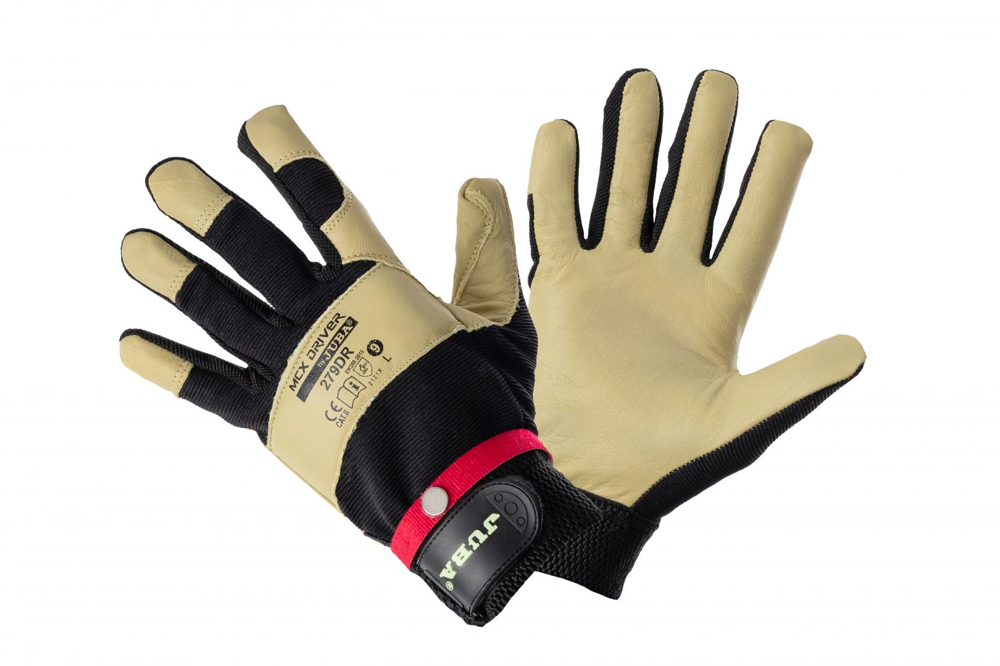 MCX DRIVER
by JUBA®
279DR
EN388:2016
9
2121X
L
CE
i
CAT.II
JUBA®